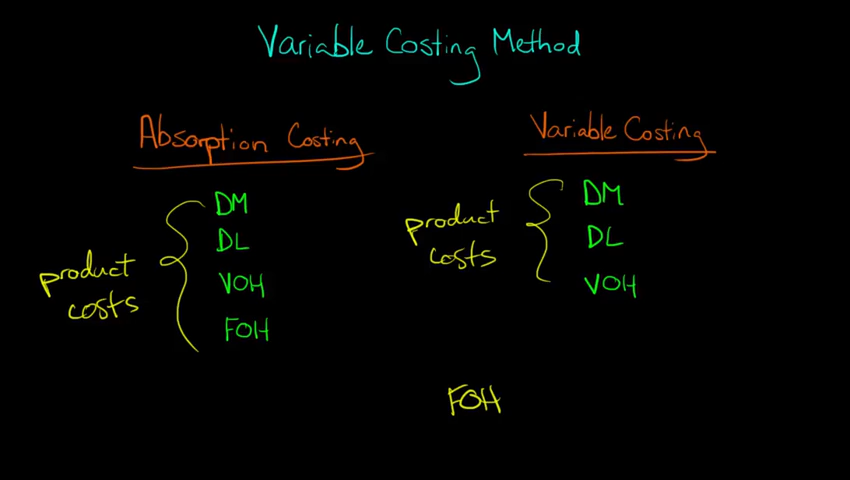 Variable Costing Method
Absorption Costing
product
costs
DM
DL
VOH
FOH
Variable Costing
product
costs
DM
DL
VOH
FOH